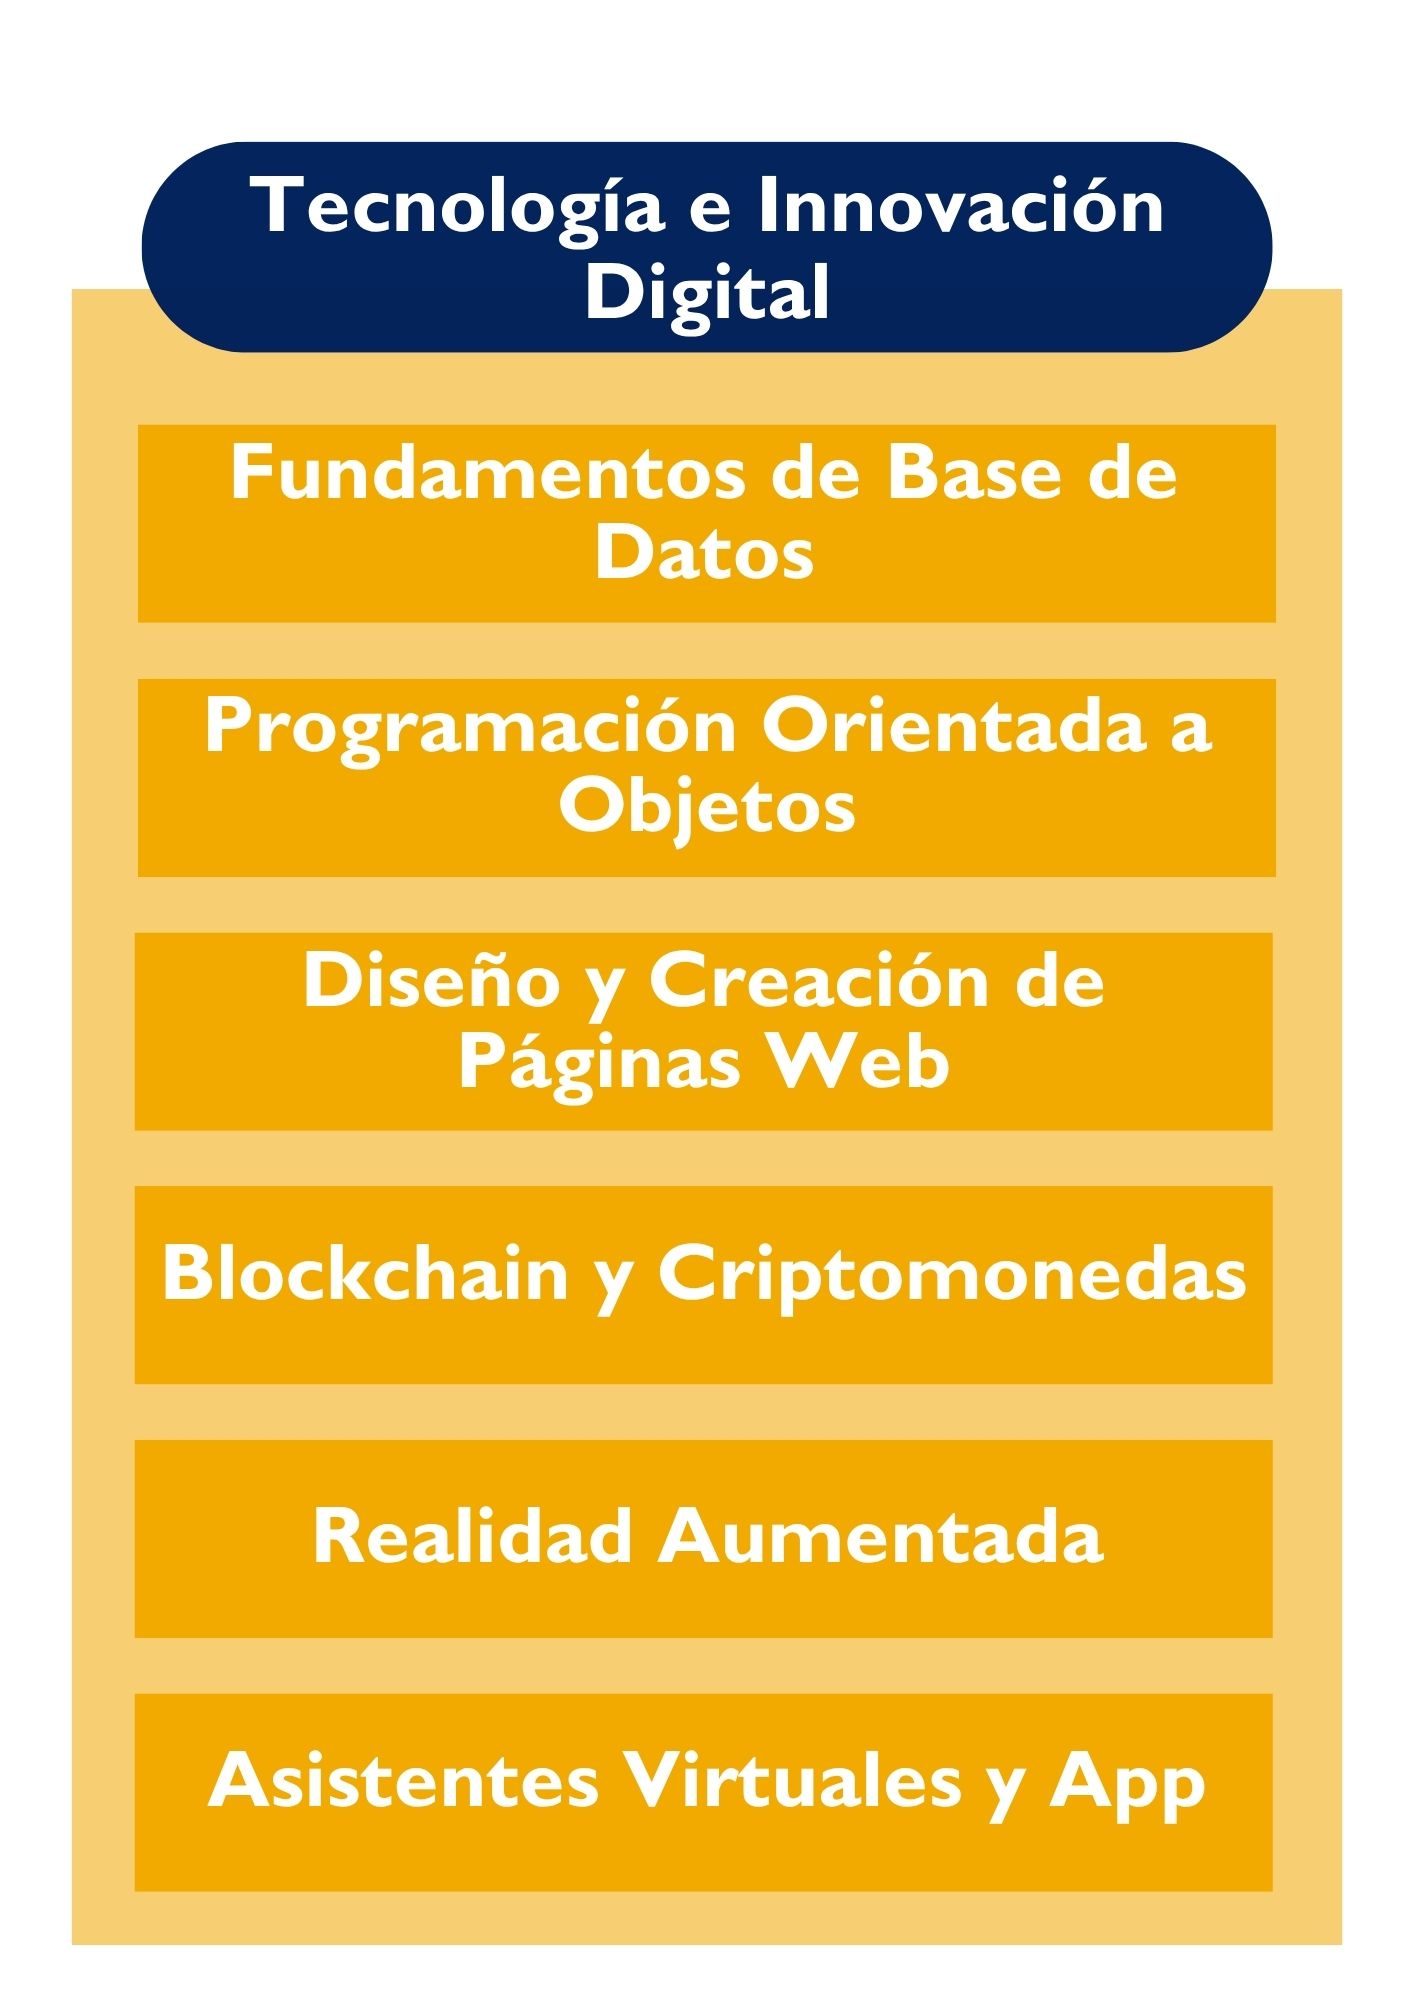 Tecnología e Innovación
Digital
Fundamentos de Base de
Datos
Programación Orientada a
Objetos
Diseño y Creación de
Páginas Web
Blockchain y Criptomonedas
Realidad Aumentada
Asistentes Virtuales y App